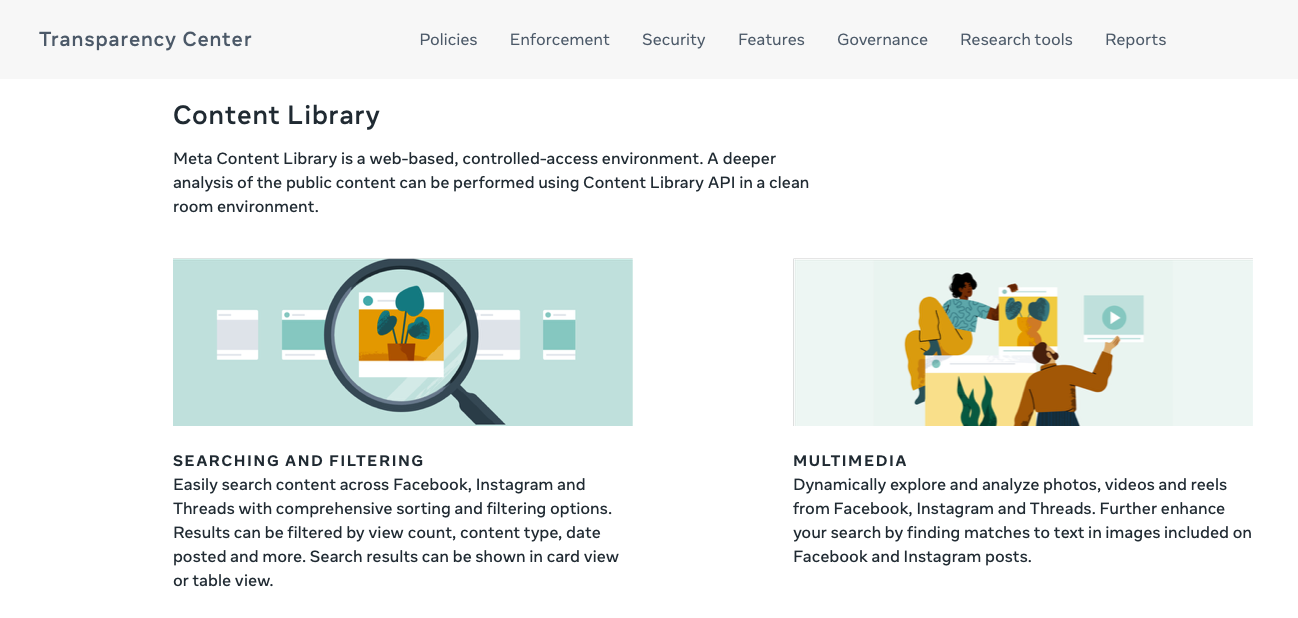 Transparency Center
Policies
Enforcement
Security
Features
Governance
Research tools
Reports
Content Library
Meta Content Library is a web-based, controlled-access environment. A deeper
analysis of the public content can be performed using Content Library API in a clean
room environment.
SEARCHING AND FILTERING
Easily search content across Facebook, Instagram and
Threads with comprehensive sorting and filtering options.
Results can be filtered by view count, content type, date
posted and more. Search results can be shown in card view
or table view.
MULTIMEDIA
Dynamically explore and analyze photos, videos and reels
from Facebook, Instagram and Threads. Further enhance
your search by finding matches to text in images included on
Facebook and Instagram posts.